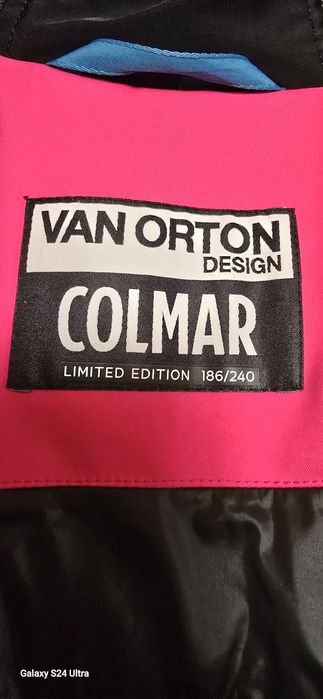 VAN ORTON
DESIGN
COLMAR
LIMITED EDITION 186/240
Galaxy S24 Ultra